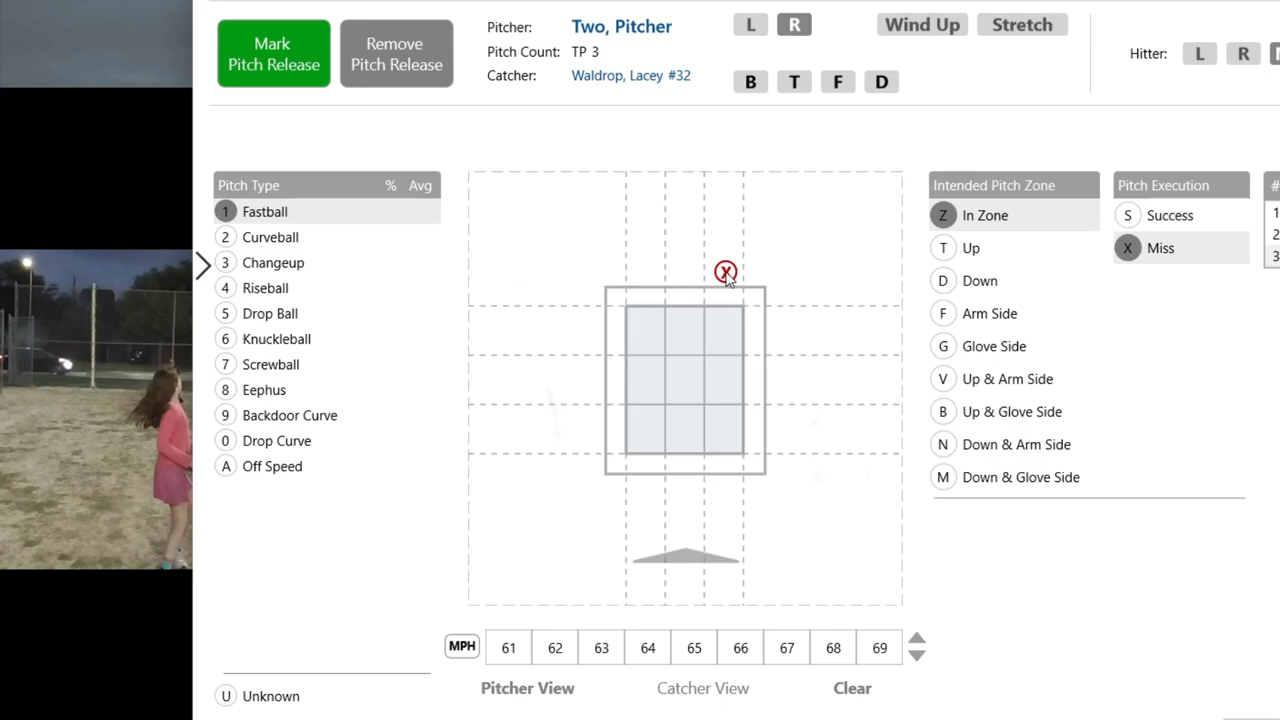 Mark
Pitch Release
Remove
Pitch Release
Pitcher: Two, Pitcher
Pitch Count: TP 3
Catcher: Waldrop, Lacey #32
L R
B T F D
Wind Up Stretch
Hitter: L R
Pitch Type % Avg
1 Fastball
2 Curveball
3 Changeup
4 Riseball
5 Drop Ball
6 Knuckleball
7 Screwball
8 Eephus
9 Backdoor Curve
0 Drop Curve
A Off Speed
U Unknown
X
MPH 61 62 63 64 65 66 67 68 69
Pitcher View Catcher View Clear
Intended Pitch Zone
Z In Zone
T Up
D Down
F Arm Side
G Glove Side
V Up & Arm Side
B Up & Glove Side
N Down & Arm Side
M Down & Glove Side
Pitch Execution
S Success
X Miss
#
1
2
3